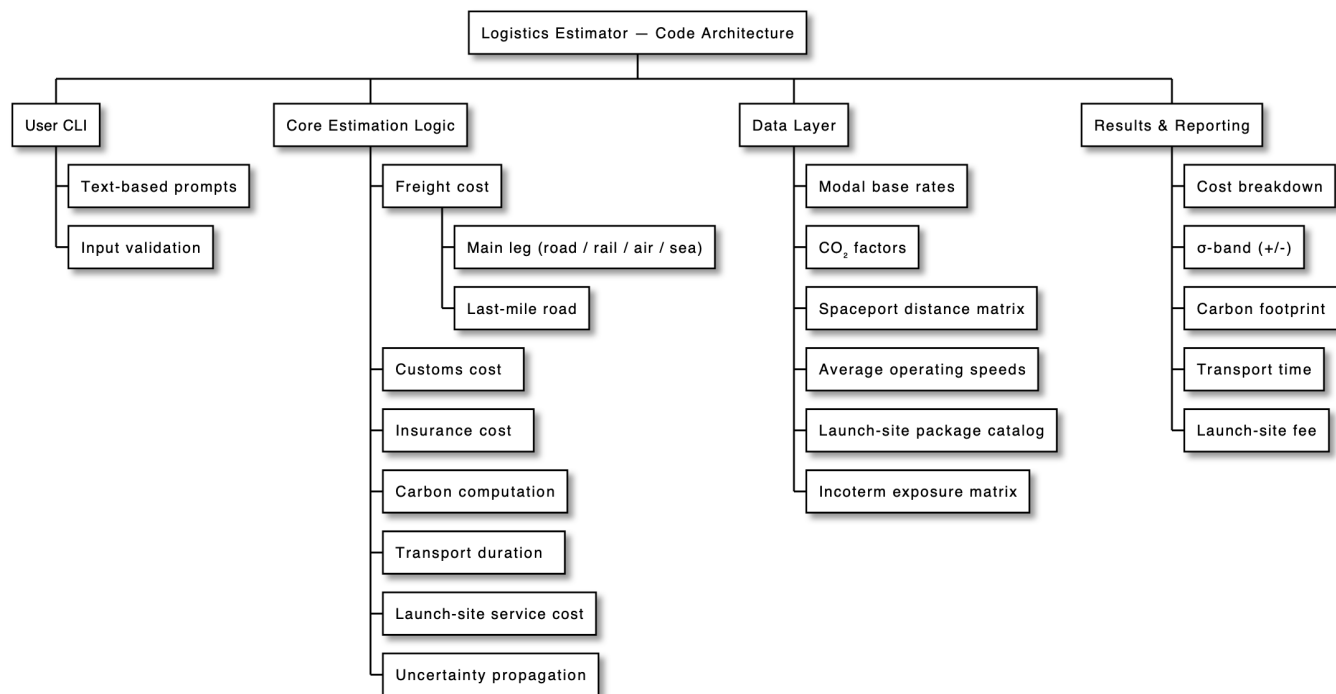 Logistics Estimator — Code Architecture
User CLI
Text-based prompts
Input validation
Core Estimation Logic
Freight cost
Main leg (road / rail / air / sea)
Last-mile road
Customs cost
Insurance cost
Carbon computation
Transport duration
Launch-site service cost
Uncertainty propagation
Data Layer
Modal base rates
CO₂ factors
Spaceport distance matrix
Average operating speeds
Launch-site package catalog
Incoterm exposure matrix
Results & Reporting
Cost breakdown
σ-band (+/-)
Carbon footprint
Transport time
Launch-site fee